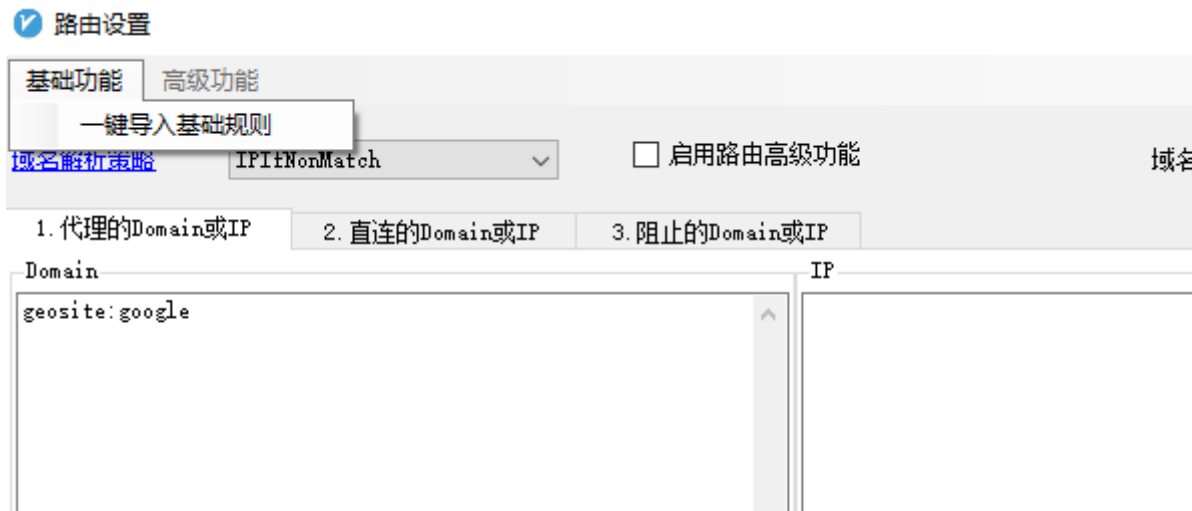 路由设置
基础功能 高级功能
一键导入基础规则
域名解析策略 IPIfNonMatch 启用路由高级功能 域名
1.代理的Domain或IP 2.直连的Domain或IP 3.阻止的Domain或IP
Domain IP
geosite:google